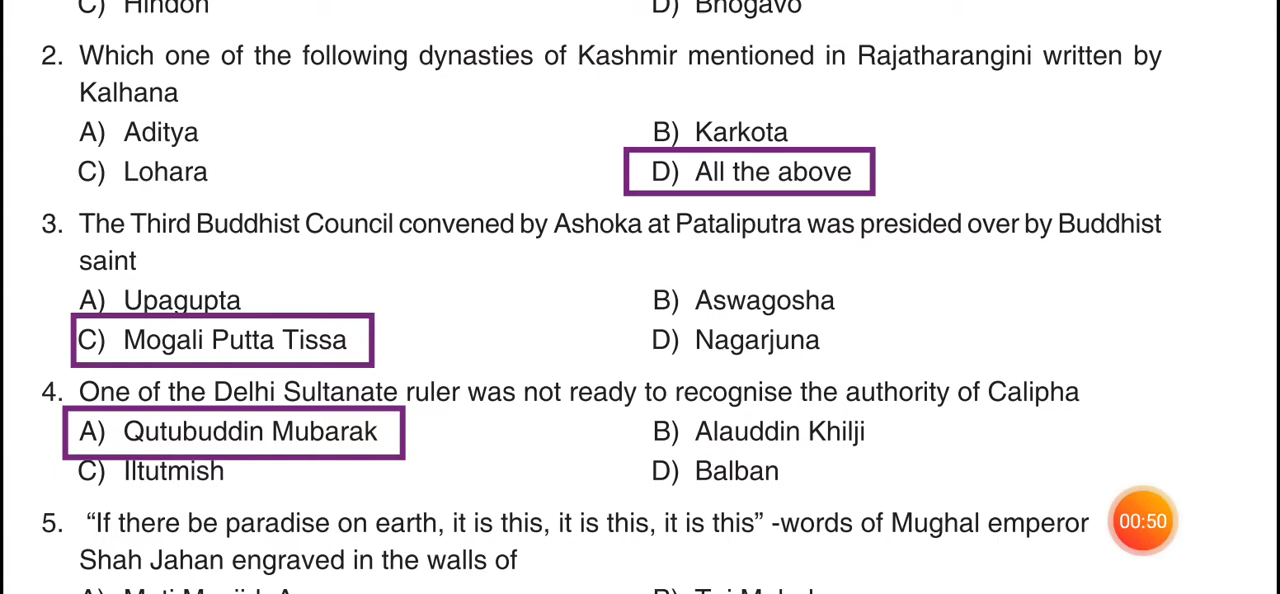 C) Hindon D) Bhogavo
2. Which one of the following dynasties of Kashmir mentioned in Rajatharangini written by
Kalhana
A) Aditya B) Karkota
C) Lohara D) All the above
3. The Third Buddhist Council convened by Ashoka at Pataliputra was presided over by Buddhist
saint
A) Upagupta B) Aswagosha
C) Mogali Putta Tissa D) Nagarjuna
4. One of the Delhi Sultanate ruler was not ready to recognise the authority of Calipha
A) Qutubuddin Mubarak B) Alauddin Khilji
C) Iltutmish D) Balban
5. “If there be paradise on earth, it is this, it is this, it is this” -words of Mughal emperor
00:50
Shah Jahan engraved in the walls of